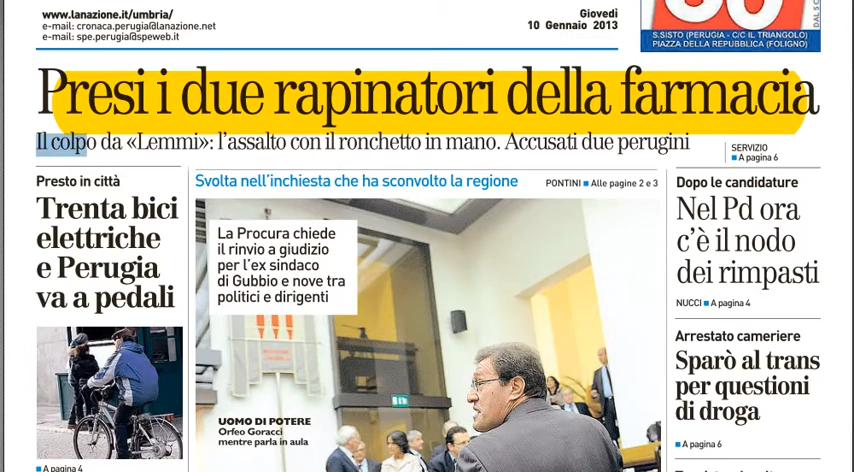 www.lanazione.it/umbria/
e-mail: cronaca.perugia@lanazione.net
e-mail: spe.perugia@speweb.it
Giovedì
10 Gennaio 2013
S.SISTO (PERUGIA - C/C IL TRIANGOLO)
PIAZZA DELLA REPUBBLICA (FOLIGNO)
Presi i due rapinatori della farmacia
Il colpo da «Lemmi»: l'assalto con il ronchetto in mano. Accusati due perugini
SERVIZIO
■ A pagina 6
Presto in città
Trenta bici
elettriche
e Perugia
va a pedali
■ A pagina 4
Svolta nell'inchiesta che ha sconvolto la regione
PONTINI ■ Alle pagine 2 e 3
La Procura chiede
il rinvio a giudizio
per l'ex sindaco
di Gubbio e nove tra
politici e dirigenti
UOMO DI POTERE
Orfeo Goracci
mentre parla in aula
Dopo le candidature
Nel Pd ora
c'è il nodo
dei rimpasti
NUCCI ■ A pagina 4
Arrestato cameriere
Sparò al trans
per questioni
di droga
■ A pagina 6